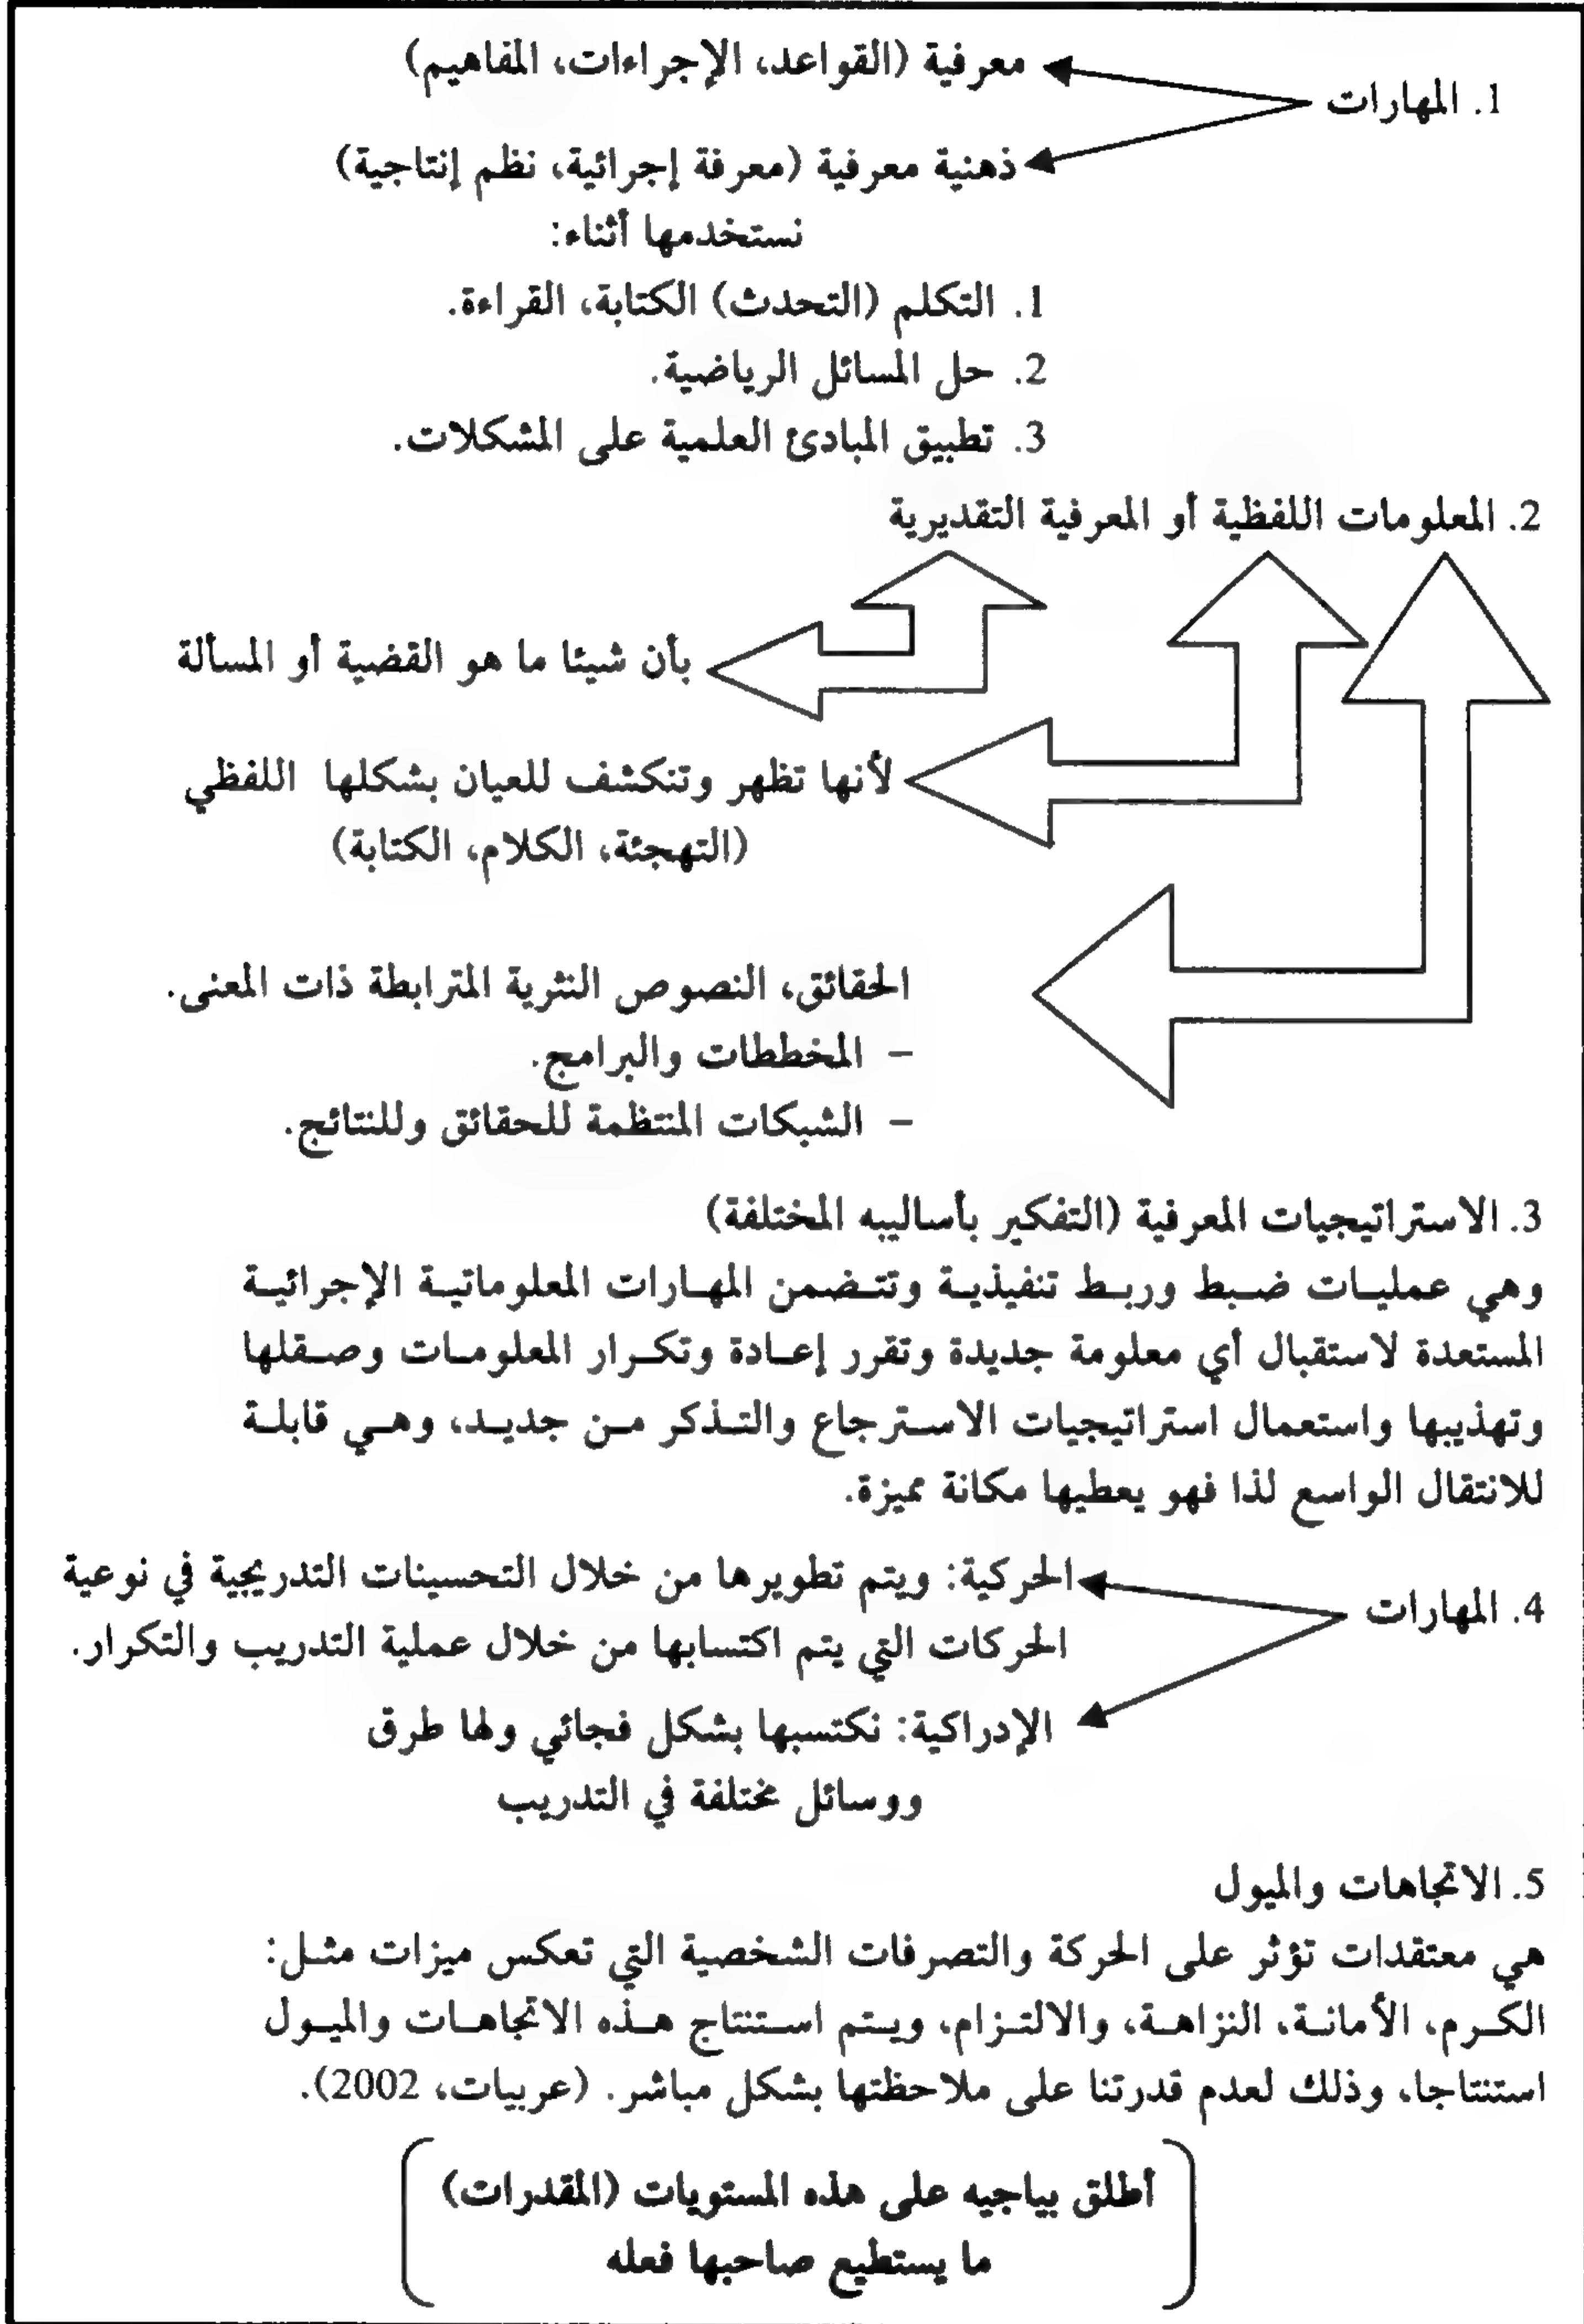 معرفية (القواعد، الإجراءات، المفاهيم)
1. المهارات
ذهنية معرفية (معرفة إجرائية، نظم إنتاجية)
نستخدمها أثناء:
1. التكلم (التحدث) الكتابة، القراءة.
2. حل المسائل الرياضية.
3. تطبيق المبادئ العلمية على المشكلات.
2. المعلومات اللفظية أو المعرفية التقديرية
بأن شيئا ما هو القضية أو المسألة
لأنها تظهر وتنكشف للعيان بشكلها اللفظي
(التهجئة، الكلام، الكتابة)
الحقائق، النصوص النثرية المترابطة ذات المعنى.
- المخططات والبرامج.
- الشبكات المنتظمة للحقائق وللنتائج.
3. الاستراتيجيات المعرفية (التفكير بأساليبه المختلفة)
وهي عمليات ضبط وربط تنفيذية وتتضمن المهارات المعلوماتية الإجرائية
المستعدة لاستقبال أي معلومة جديدة وتقرر إعادة وتكرار المعلومات وصقلها
وتهذيبها واستعمال استراتيجيات الاسترجاع والتذكر من جديد، وهي قابلة
للانتقال الواسع لذا فهو يعطيها مكانة مميزة.
الحركية: ويتم تطويرها من خلال التحسينات التدريجية في نوعية
4. المهارات
الحركات التي يتم اكتسابها من خلال عملية التدريب والتكرار.
الإدراكية: نكتسبها بشكل فجائي ولها طرق
ووسائل مختلفة في التدريب
5. الاتجاهات والميول
هي معتقدات تؤثر على الحركة والتصرفات الشخصية التي تعكس ميزات مثل:
الكرم، الأمانة، النزاهة، والالتزام، ويتم استنتاج هذه الاتجاهات والميول
استنتاجا، وذلك لعدم قدرتنا على ملاحظتها بشكل مباشر. (عربيات، 2002).
أطلق بياجيه على هذه المستويات (المقدرات)
ما يستطيع صاحبها فعله